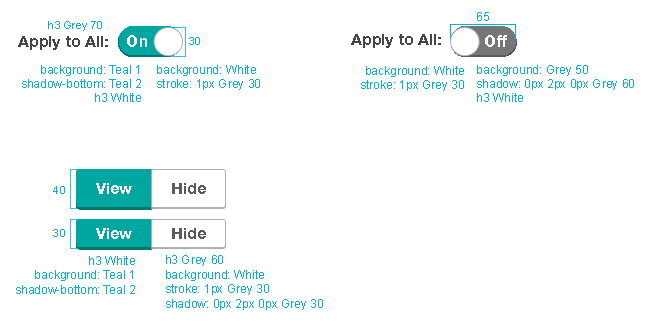 h3 Grey 70
Apply to All: On
30
background: Teal 1
shadow-bottom: Teal 2
h3 White
background: White
stroke: 1px Grey 30
65
Apply to All: Off
background: White
stroke: 1px Grey 30
background: Grey 50
shadow: 0px 2px 0px Grey 60
h3 White
40
View Hide
30
View Hide
h3 White
background: Teal 1
shadow-bottom: Teal 2
h3 Grey 60
background: White
stroke: 1px Grey 30
shadow: 0px 2px 0px Grey 30